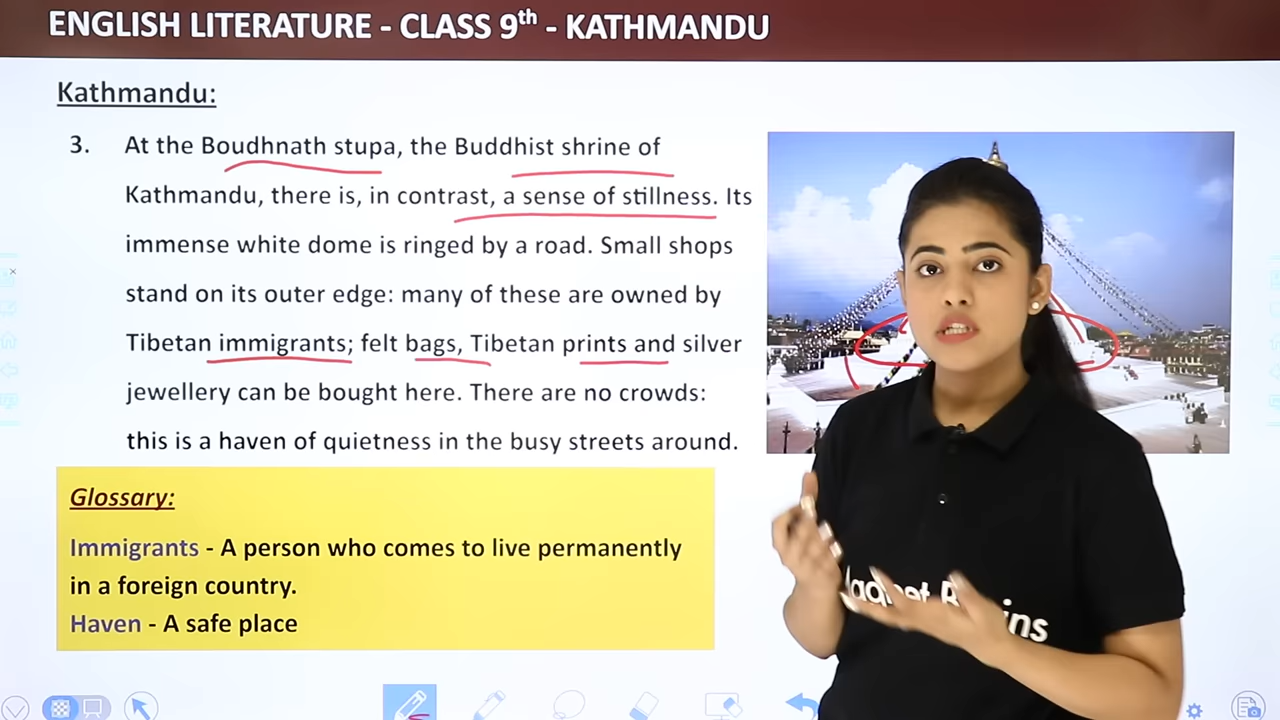 ENGLISH LITERATURE - CLASS 9th - KATHMANDU
Kathmandu:
3. At the Boudhnath stupa, the Buddhist shrine of
Kathmandu, there is, in contrast, a sense of stillness. Its
immense white dome is ringed by a road. Small shops
stand on its outer edge: many of these are owned by
Tibetan immigrants; felt bags, Tibetan prints and silver
jewellery can be bought here. There are no crowds:
this is a haven of quietness in the busy streets around.
Glossary:
Immigrants - A person who comes to live permanently
in a foreign country.
Haven - A safe place